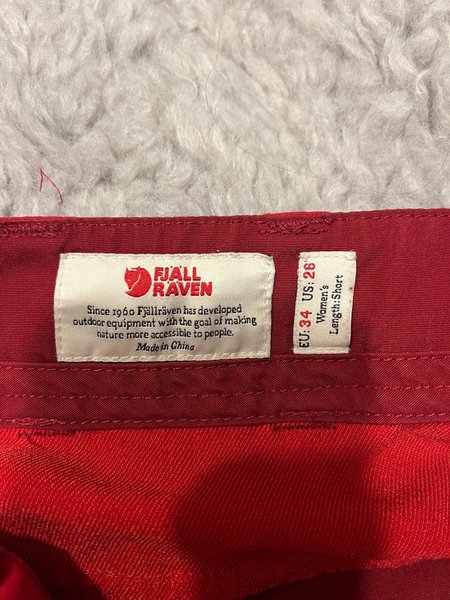 FJÄLL
RÄVEN
Since 1960 Fjällräven has developed
outdoor equipment with the goal of making
nature more accessible to people.
Made in China
EU: 34 US: 26
Women's
Length: Short